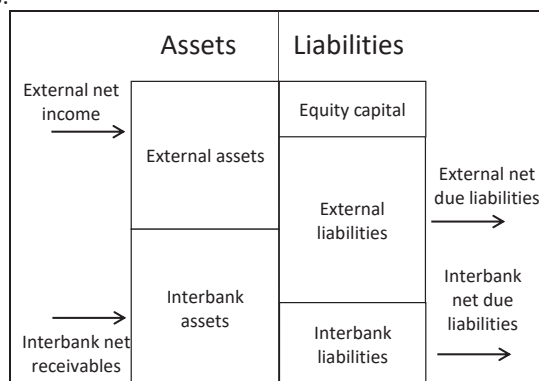 Assets
Liabilities
External net
income
External assets
Equity capital
External
liabilities
External net
due liabilities
Interbank
assets
Interbank net
receivables
Interbank
liabilities
Interbank
net due
liabilities